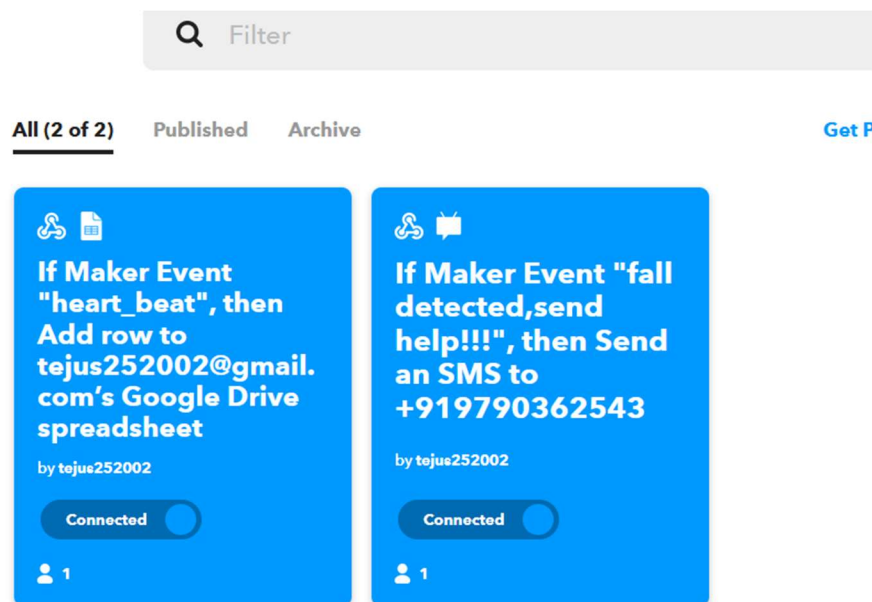 Filter
All (2 of 2) Published Archive Get P
If Maker Event
"heart_beat", then
Add row to
tejus252002@gmail.
com's Google Drive
spreadsheet
by tejus252002
Connected
1
If Maker Event "fall
detected,send
help!!!", then Send
an SMS to
+919790362543
by tejus252002
Connected
1